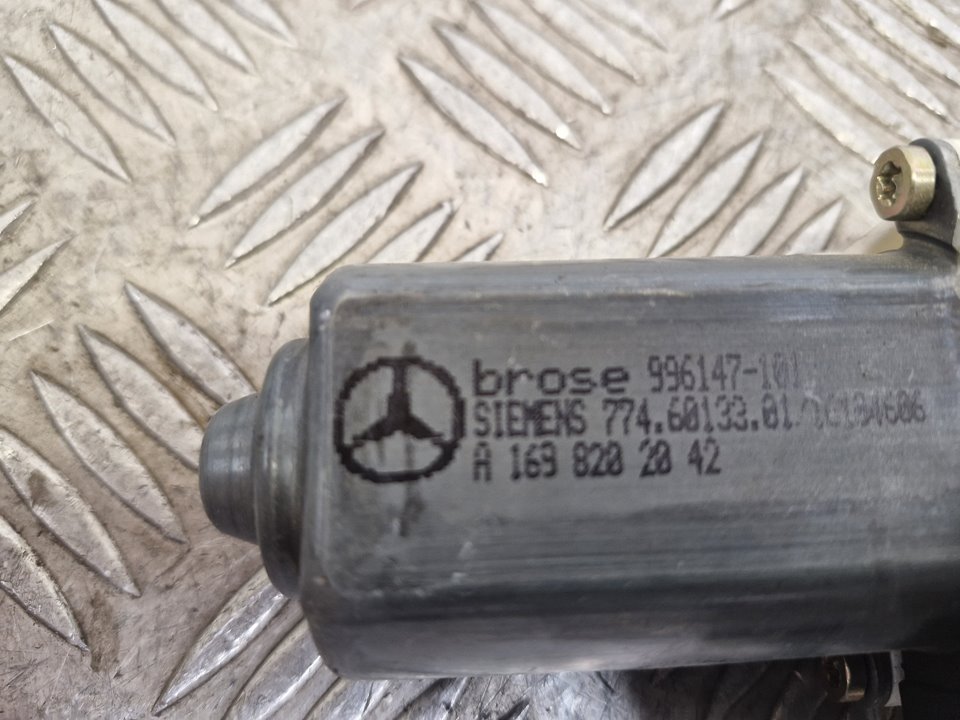 brose 996147-101
SIEMENS 774.60133.01
A 169 820 20 42